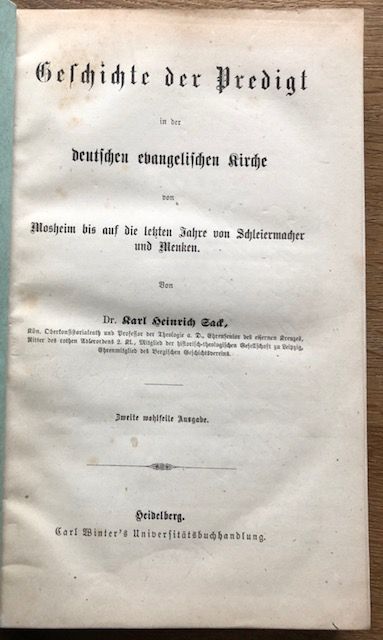 Geschichte der Predigt
in der
deutschen evangelischen Kirche
von
Mosheim bis auf die letzten Jahre von Schleiermacher
und Menken.
Von
Dr. Karl Heinrich Sack,
Kön. Oberkonsistorialrath und Professor der Theologie a. D., Ehrensenior des eisernen Kreuzes,
Ritter des rothen Adlerordens 2. Kl., Mitglied der historisch-theologischen Gesellschaft zu Leipzig,
Ehrenmitglied des Bergischen Geschichtsvereins.
Zweite wohlfeile Ausgabe.
Heidelberg.
Carl Winter's Universitätsbuchhandlung.